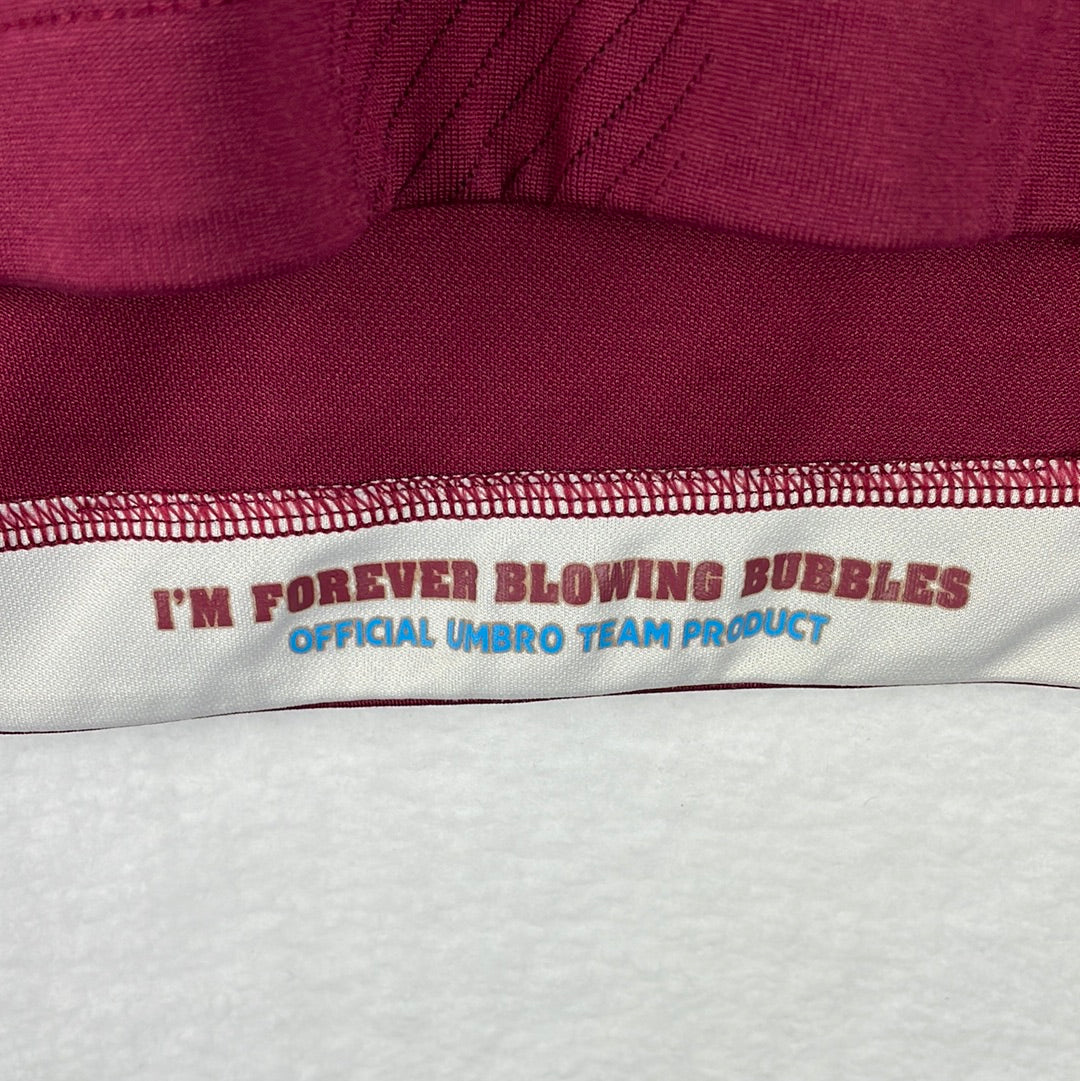 I'M FOREVER BLOWING BUBBLES
OFFICIAL UMBRO TEAM PRODUCT